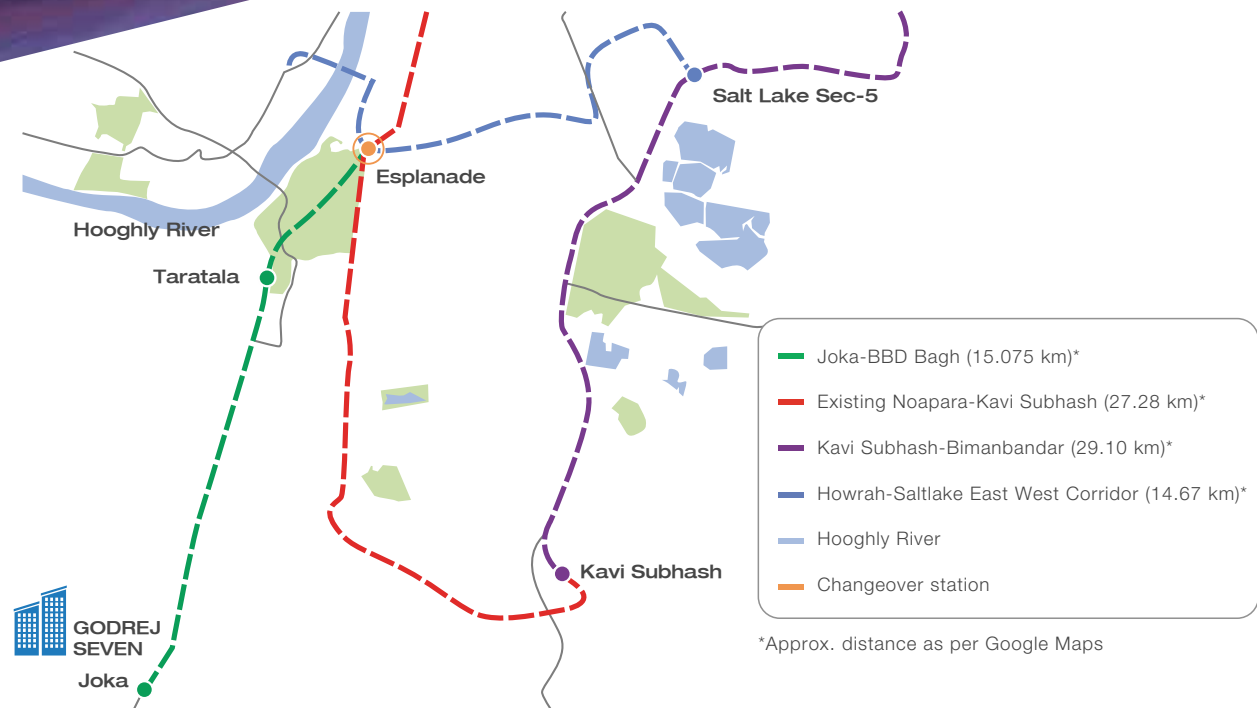 Salt Lake Sec-5
Esplanade
Hooghly River
Taratala
Joka-BBD Bagh (15.075 km)*
Existing Noapara-Kavi Subhash (27.28 km)*
Kavi Subhash-Bimanbandar (29.10 km)*
Howrah-Saltlake East West Corridor (14.67 km)*
Hooghly River
Changeover station
Kavi Subhash
GODREJ
SEVEN
Joka
*Approx. distance as per Google Maps